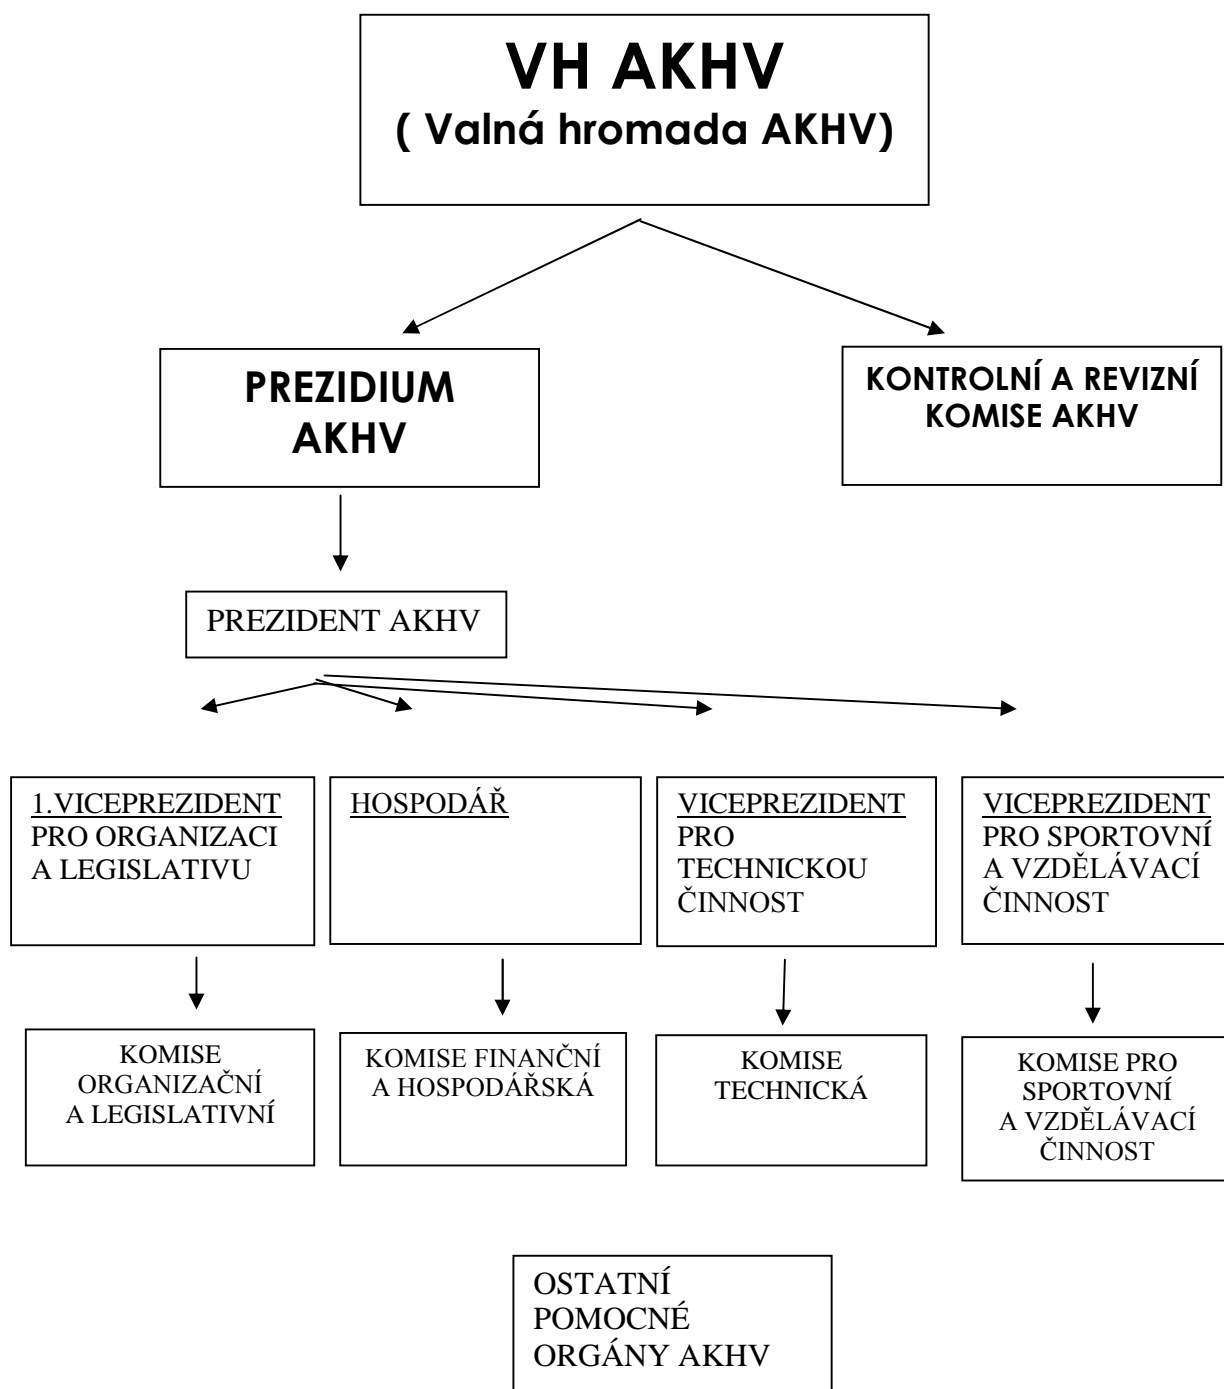 VH AKHV
( Valná hromada AKHV)
PREZIDIUM
AKHV
KONTROLNÍ A REVIZNÍ
KOMISE AKHV
PREZIDENT AKHV
1.VICEPREZIDENT
PRO ORGANIZACI
A LEGISLATIVU
HOSPODÁŘ
VICEPREZIDENT
PRO
TECHNICKOU
ČINNOST
VICEPREZIDENT
PRO SPORTOVNÍ
A VZDĚLÁVACÍ
ČINNOST
KOMISE
ORGANIZAČNÍ
A LEGISLATIVNÍ
KOMISE FINANČNÍ
A HOSPODÁŘSKÁ
KOMISE
TECHNICKÁ
KOMISE PRO
SPORTOVNÍ
A VZDĚLÁVACÍ
ČINNOST
OSTATNÍ
POMOCNÉ
ORGÁNY AKHV